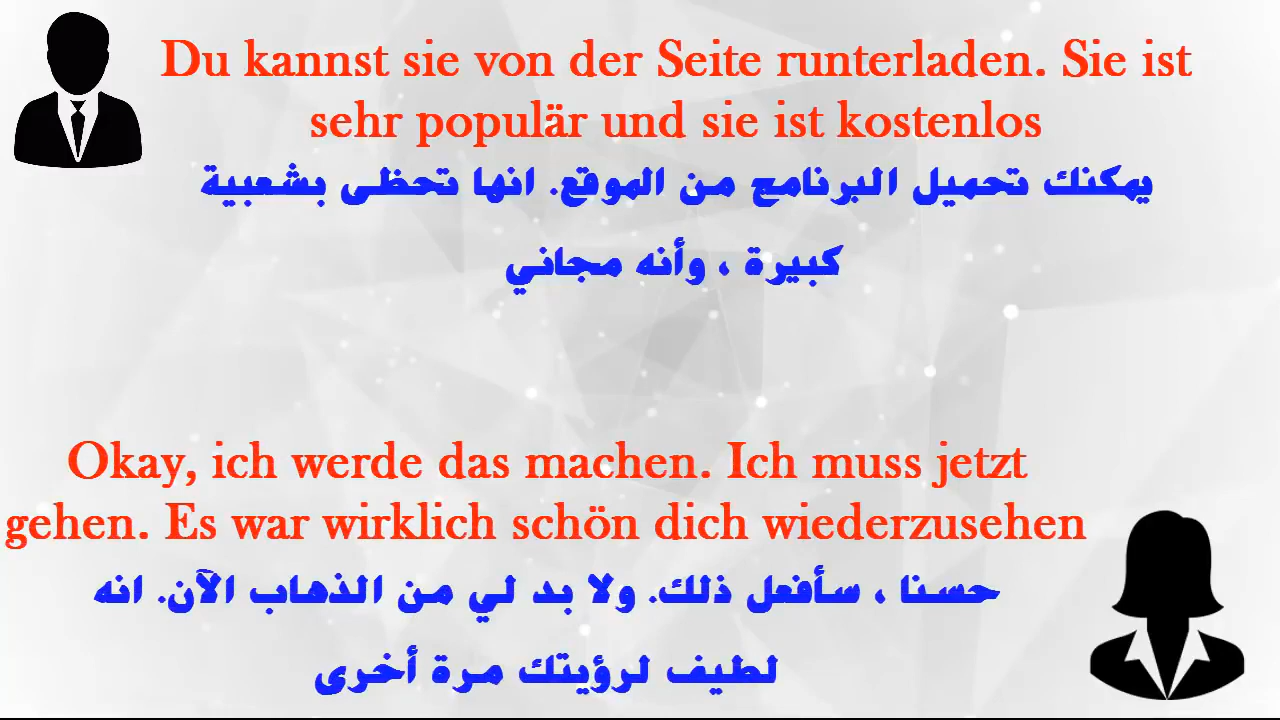 Du kannst sie von der Seite runterladen. Sie ist
sehr populär und sie ist kostenlos
يمكنك تحميل البرنامج من الموقع. انها تحظى بشعبية
كبيرة ، وأنه مجاني
Okay, ich werde das machen. Ich muss jetzt
gehen. Es war wirklich schön dich wiederzusehen
حسنا ، سأفعل ذلك. ولا بد لي من الذهاب الآن. انه
لطيف لرؤيتك مرة أخرى